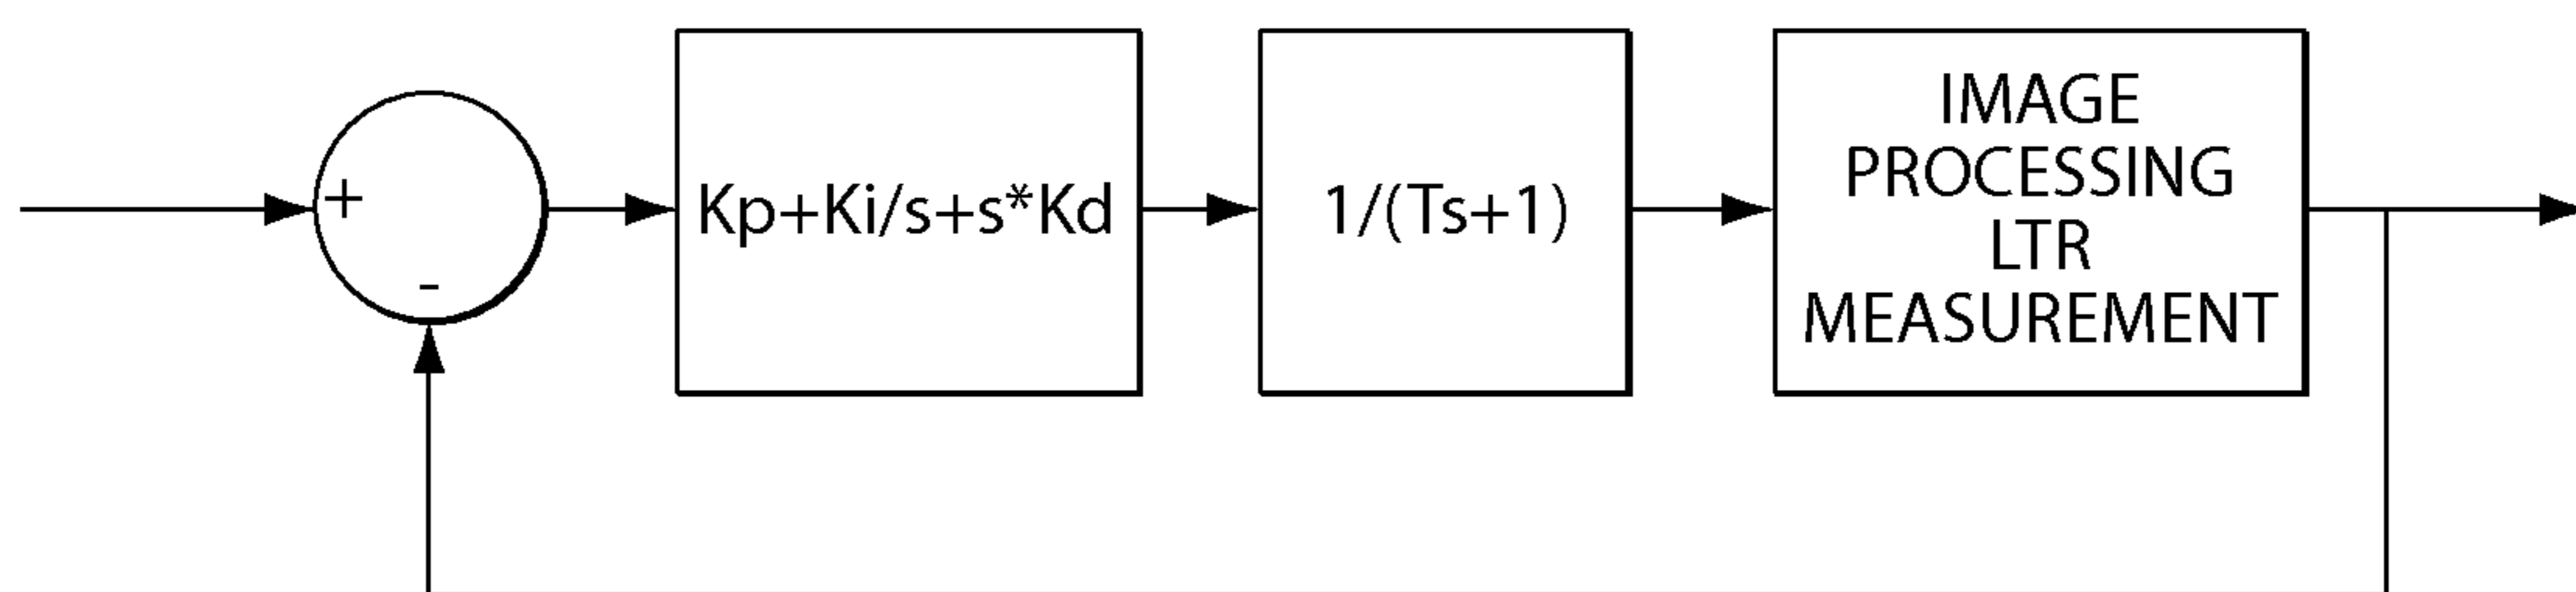 +
-
Kp+Ki/s+s*Kd
1/(Ts+1)
IMAGE
PROCESSING
LTR
MEASUREMENT